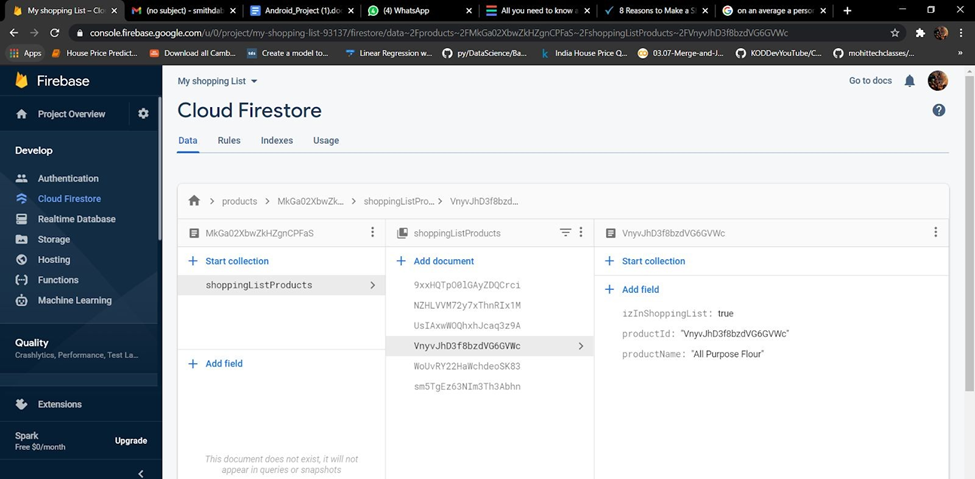 My shopping List – Clo
(no subject) - smithdab
Android_Project (1).do
(4) WhatsApp
All you need to know a
8 Reasons to Make a S
on an average a person
console.firebase.google.com/u/0/project/my-shopping-list-93137/firestore/data~2Fproducts~2FMkGa02XbwZkHZgnCPFaS~2FshoppingListProducts~2FVnyvJhD3f8bzdVG6GVWc
Apps
House Price Predict...
Download all Camb...
Create a model to...
Linear Regression w...
py/DataScience/Ba...
India House Price Q...
03.07-Merge-and-J...
KODDevYouTube/C...
mohittechclasses/...
Firebase
My shopping List
Go to docs
Project Overview
Cloud Firestore
Data
Rules
Indexes
Usage
Develop
Authentication
Cloud Firestore
Realtime Database
Storage
Hosting
Functions
Machine Learning
Quality
Crashlytics, Performance, Test La...
Extensions
Spark
Free $0/month
Upgrade
products
MkGa02XbwZk...
shoppingListPro...
VnyvJhD3f8bzd...
MkGa02XbwZkHZgnCPFaS
Start collection
shoppingListProducts
Add field
This document does not exist, it will not
appear in queries or snapshots
shoppingListProducts
Add document
9xxHQTpO0lGAyZDQCrci
NZHLVVM72y7xThnRIx1M
UsIAxwWOQhxhJcaq3z9A
VnyvJhD3f8bzdVG6GVWc
WoUvRY22HaWchdeoSK83
sm5TgEz63NIm3Th3Abhn
VnyvJhD3f8bzdVG6GVWc
Start collection
Add field
izInShoppingList: true
productId: "VnyvJhD3f8bzdVG6GVWc"
productName: "All Purpose Flour"